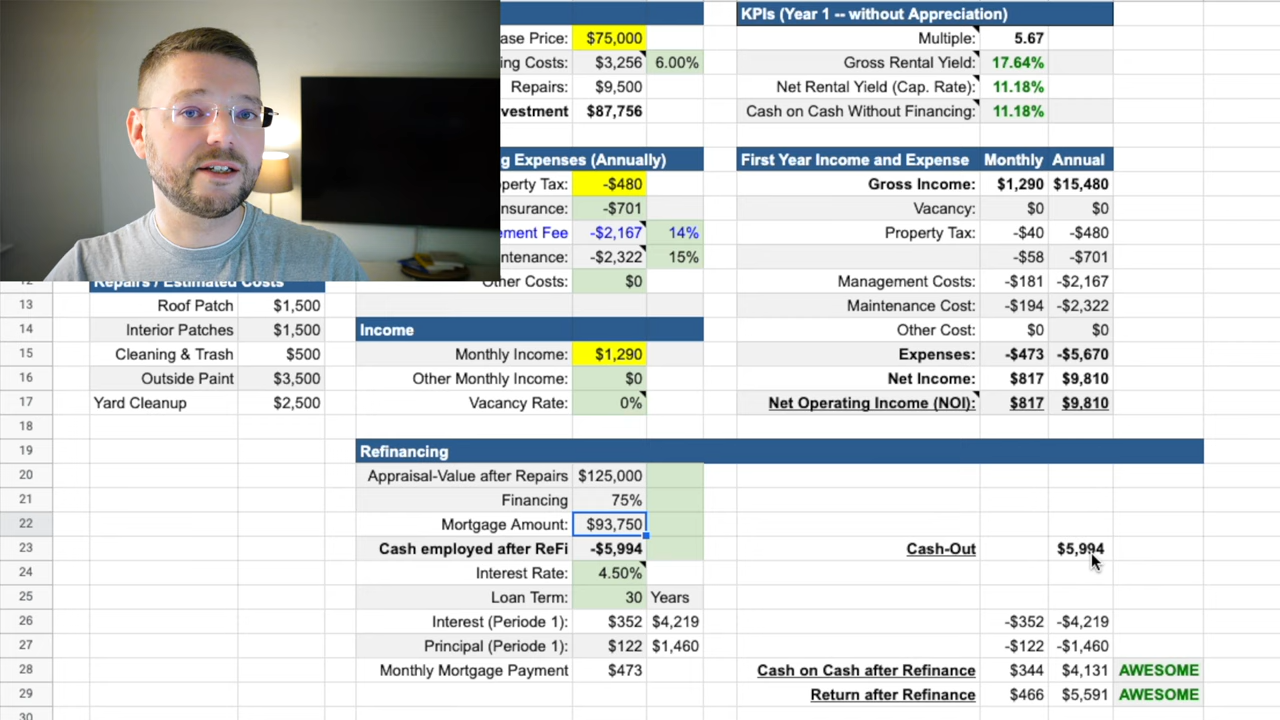 KPIs (Year 1 -- without Appreciation)
ase Price: $75,000 Multiple: 5.67
ing Costs: $3,256 6.00% Gross Rental Yield: 17.64%
Repairs: $9,500 Net Rental Yield (Cap. Rate): 11.18%
vestment $87,756 Cash on Cash Without Financing: 11.18%
g Expenses (Annually) First Year Income and Expense Monthly Annual
perty Tax: -$480 Gross Income: $1,290 $15,480
nsurance: -$701 Vacancy: $0 $0
ement Fee -$2,167 14% Property Tax: -$40 -$480
ntenance: -$2,322 15% -$58 -$701
12 Repairs / Estimated Costs Other Costs: $0 Management Costs: -$181 -$2,167
13 Roof Patch $1,500 Maintenance Cost: -$194 -$2,322
14 Interior Patches $1,500 Income Other Cost: $0 $0
15 Cleaning & Trash $500 Monthly Income: $1,290 Expenses: -$473 -$5,670
16 Outside Paint $3,500 Other Monthly Income: $0 Net Income: $817 $9,810
17 Yard Cleanup $2,500 Vacancy Rate: 0% Net Operating Income (NOI): $817 $9,810
18
19 Refinancing
20 Appraisal-Value after Repairs $125,000
21 Financing 75%
22 Mortgage Amount: $93,750
23 Cash employed after ReFi -$5,994 Cash-Out $5,994
24 Interest Rate: 4.50%
25 Loan Term: 30 Years
26 Interest (Periode 1): $352 $4,219 -$352 -$4,219
27 Principal (Periode 1): $122 $1,460 -$122 -$1,460
28 Monthly Mortgage Payment $473 Cash on Cash after Refinance $344 $4,131 AWESOME
29 Return after Refinance $466 $5,591 AWESOME
30